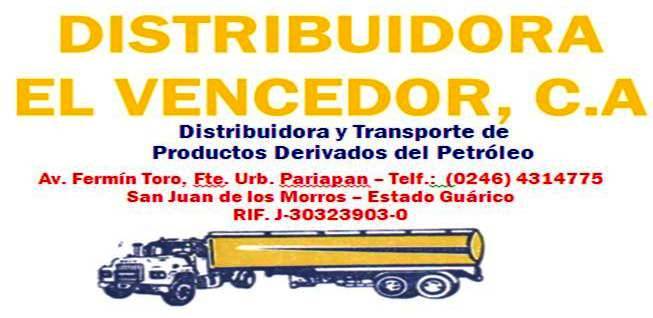 DISTRIBUIDORA
EL VENCEDOR, C.A
Distribuidora y Transporte de
Productos Derivados del Petróleo
Av. Fermín Toro, Fte. Urb. Pariapan – Telf.: (0246) 4314775
San Juan de los Morros – Estado Guárico
RIF. J-30323903-0